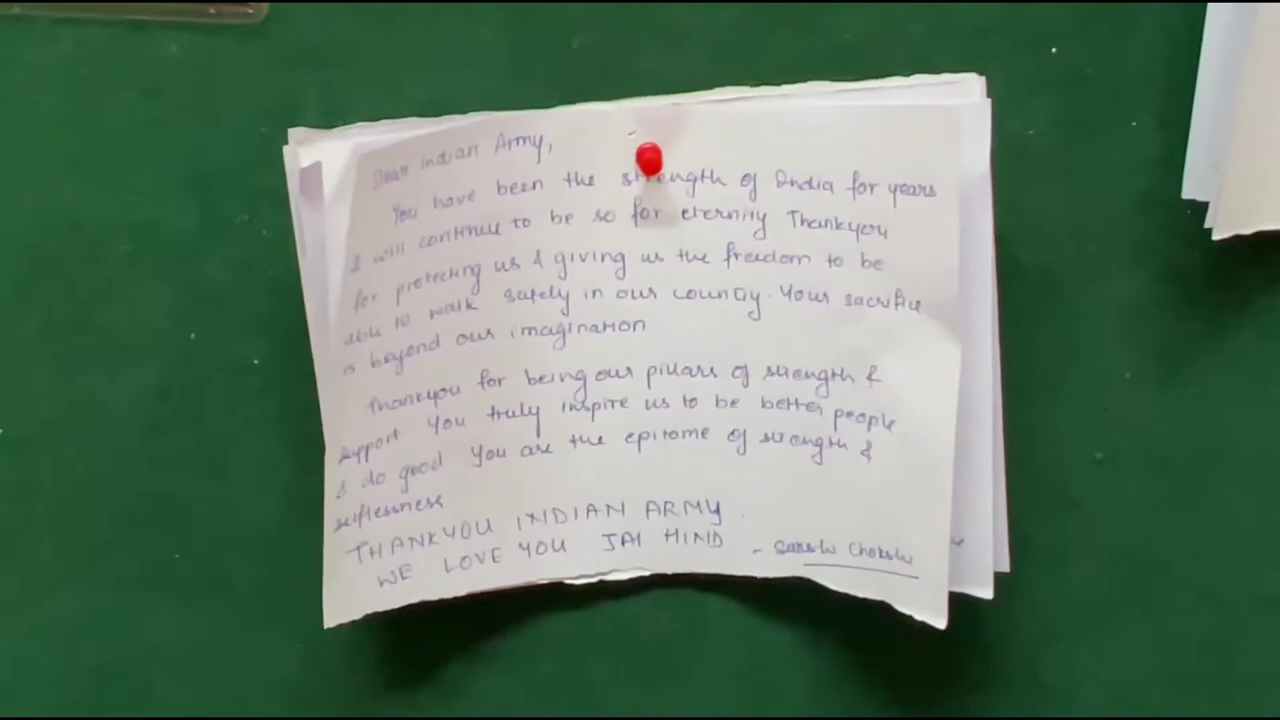 Dear Indian Army,
You have been the strength of India for years
& will continue to be so for eternity Thankyou
for protecting us & giving us the freedom to be
able to walk safely in our country. Your sacrifice
is beyond our imagination
Thankyou for being our pillars of strength &
support You truly inspire us to be better people
& do good You are the epitome of strength &
selflessness
THANKYOU INDIAN ARMY.
WE LOVE YOU JAI HIND - Chokshi